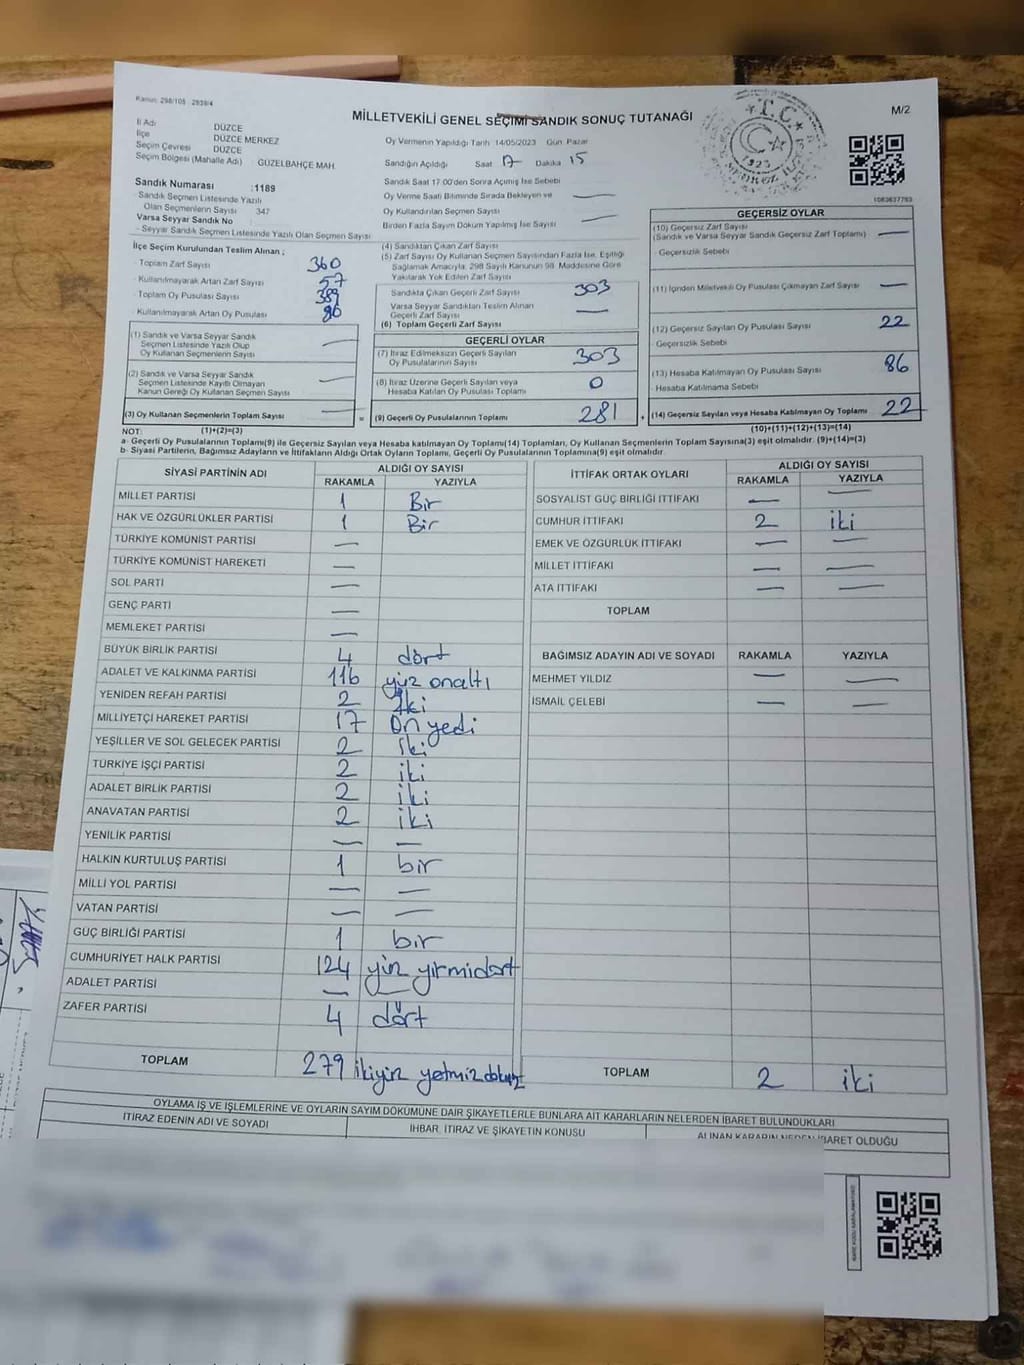 Kanun: 298/105 2839/4
MİLLETVEKİLİ GENEL SEÇİMİ SANDIK SONUÇ TUTANAĞI
M/2
T.C.
1923
İl Adı DÜZCE
İlçe DÜZCE MERKEZ
Seçim Çevresi DÜZCE
Seçim Bölgesi (Mahalle Adı) GÜZELBAHÇE MAH.
Sandık Numarası :1189
Sandık Seçmen Listesinde Yazılı
Olan Seçmenlerin Sayısı 347
Varsa Seyyar Sandık No
- Seyyar Sandık Seçmen Listesinde Yazılı Olan Seçmen Sayısı
Oy Vermenin Yapıldığı Tarih 14/05/2023 Gün Pazar
Sandığın Açıldığı Saat 17 Dakika 15
Sandık Saat 17:00'den Sonra Açılmış İse Sebebi
Oy Verme Saati Bitiminde Sırada Bekleyen ve —
Oy Kullandırılan Seçmen Sayısı
Birden Fazla Sayım Döküm Yapılmış İse Sayısı —
1083637763
İlçe Seçim Kurulundan Teslim Alınan ;
- Toplam Zarf Sayısı 360
- Kullanılmayarak Artan Zarf Sayısı 57
- Toplam Oy Pusulası Sayısı 389
- Kullanılmayarak Artan Oy Pusulası 86
(1) Sandık ve Varsa Seyyar Sandık
Seçmen Listesinde Yazılı Olup
Oy Kullanan Seçmenlerin Sayısı —
(2) Sandık ve Varsa Seyyar Sandık
Seçmen Listesinde Kayıtlı Olmayan
Kanun Gereği Oy Kullanan Seçmen Sayısı —
(3) Oy Kullanan Seçmenlerin Toplam Sayısı —
(4) Sandıktan Çıkan Zarf Sayısı
(5) Zarf Sayısı Oy Kullanan Seçmen Sayısından Fazla İse, Eşitliği
Sağlamak Amacıyla; 298 Sayılı Kanunun 98. Maddesine Göre
Yakılarak Yok Edilen Zarf Sayısı
Sandıkta Çıkan Geçerli Zarf Sayısı 303
Varsa Seyyar Sandıktan Teslim Alınan
Geçerli Zarf Sayısı —
(6) Toplam Geçerli Zarf Sayısı
GEÇERLİ OYLAR
(7) İtiraz Edilmeksizin Geçerli Sayılan
Oy Pusulalarının Sayısı 303
(8) İtiraz Üzerine Geçerli Sayılan veya
Hesaba Katılan Oy Pusulası Toplamı 0
= (9) Geçerli Oy Pusulalarının Toplamı 281
GEÇERSİZ OYLAR
(10) Geçersiz Zarf Sayısı
(Sandık ve Varsa Seyyar Sandık Geçersiz Zarf Toplamı) —
- Geçersizlik Sebebi
(11) İçinden Milletvekili Oy Pusulası Çıkmayan Zarf Sayısı —
(12) Geçersiz Sayılan Oy Pusulası Sayısı 22
Geçersizlik Sebebi
(13) Hesaba Katılmayan Oy Pusulası Sayısı 86
Hesaba Katılmama Sebebi
+ (14) Geçersiz Sayılan veya Hesaba Katılmayan Oy Toplamı 22
NOT: (1)+(2)=(3) (10)+(11)+(12)+(13)=(14)
a- Geçerli Oy Pusulalarının Toplamı(9) ile Geçersiz Sayılan veya Hesaba katılmayan Oy Toplamı(14) Toplamları, Oy Kullanan Seçmenlerin Toplam Sayısına(3) eşit olmalıdır. (9)+(14)=(3)
b- Siyasi Partilerin, Bağımsız Adayların ve İttifakların Aldığı Ortak Oyların Toplamı, Geçerli Oy Pusulalarının Toplamına(9) eşit olmalıdır.
SİYASİ PARTİNİN ADI ALDIĞI OY SAYISI
RAKAMLA YAZIYLA
MİLLET PARTİSİ 1 Bir
HAK VE ÖZGÜRLÜKLER PARTİSİ 1 Bir
TÜRKİYE KOMÜNİST PARTİSİ —
TÜRKİYE KOMÜNİST HAREKETİ —
SOL PARTİ —
GENÇ PARTİ —
MEMLEKET PARTİSİ —
BÜYÜK BİRLİK PARTİSİ 4 dört
ADALET VE KALKINMA PARTİSİ 116 yüz onaltı
YENİDEN REFAH PARTİSİ 2 İki
MİLLİYETÇİ HAREKET PARTİSİ 17 On yedi
YEŞİLLER VE SOL GELECEK PARTİSİ 2 İki
TÜRKİYE İŞÇİ PARTİSİ 2 iki
ADALET BİRLİK PARTİSİ 2 iki
ANAVATAN PARTİSİ 2 iki
YENİLİK PARTİSİ — —
HALKIN KURTULUŞ PARTİSİ 1 bir
MİLLİ YOL PARTİSİ — —
VATAN PARTİSİ — —
GÜÇ BİRLİĞİ PARTİSİ 1 bir
CUMHURİYET HALK PARTİSİ 124 yüz yirmidört
ADALET PARTİSİ — —
ZAFER PARTİSİ 4 dört
TOPLAM 279 ikiyüz yetmiz dokuz
İTTİFAK ORTAK OYLARI ALDIĞI OY SAYISI
RAKAMLA YAZIYLA
SOSYALİST GÜÇ BİRLİĞİ İTTİFAKI — —
CUMHUR İTTİFAKI 2 iki
EMEK VE ÖZGÜRLÜK İTTİFAKI — —
MİLLET İTTİFAKI — —
ATA İTTİFAKI — —
TOPLAM
BAĞIMSIZ ADAYIN ADI VE SOYADI RAKAMLA YAZIYLA
MEHMET YILDIZ — —
İSMAİL ÇELEBİ — —
TOPLAM 2 iki
OYLAMA İŞ VE İŞLEMLERİNE VE OYLARIN SAYIM DÖKÜMÜNE DAİR ŞİKAYETLERLE BUNLARA AİT KARARLARIN NELERDEN İBARET BULUNDUKLARI
İTİRAZ EDENİN ADI VE SOYADI İHBAR, İTİRAZ VE ŞİKAYETİN KONUSU ALINAN KARARIN NEDEN İBARET OLDUĞU